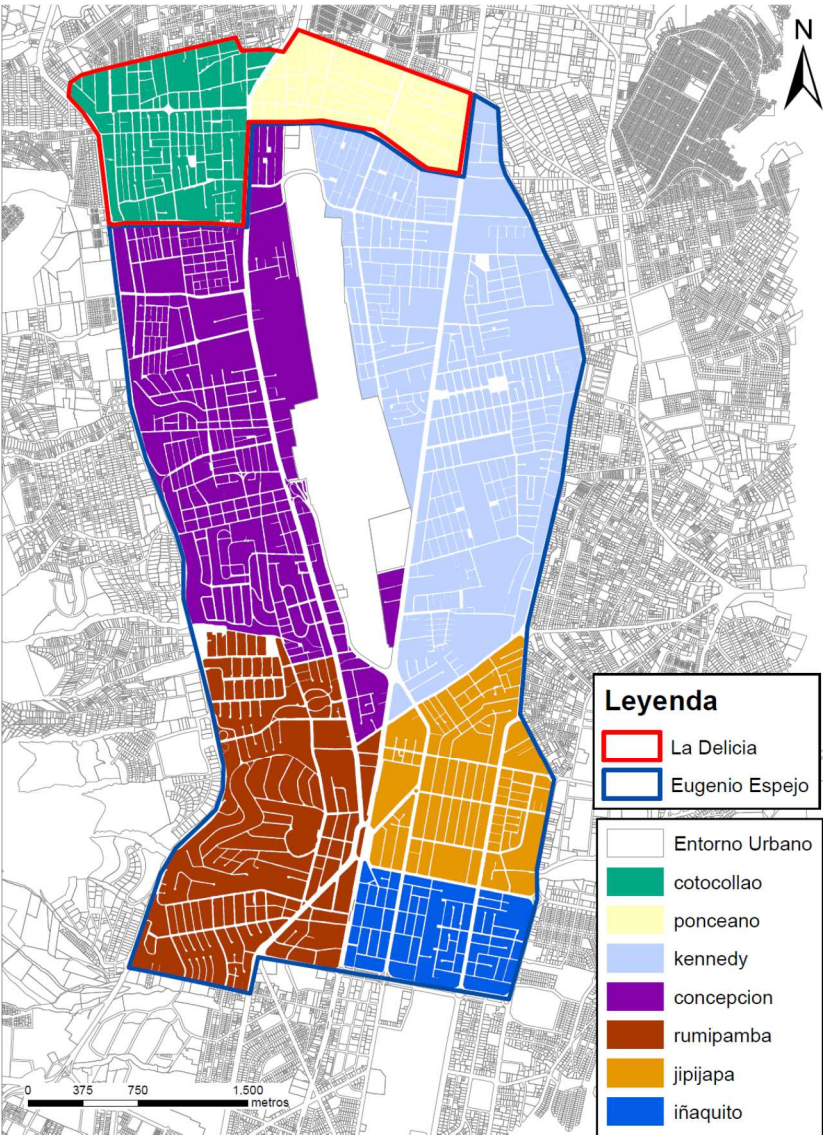 N
Leyenda
La Delicia
Eugenio Espejo
Entorno Urbano
cotocollao
ponceano
kennedy
concepcion
rumipamba
jipijapa
iñaquito
0 375 750 1.500
metros